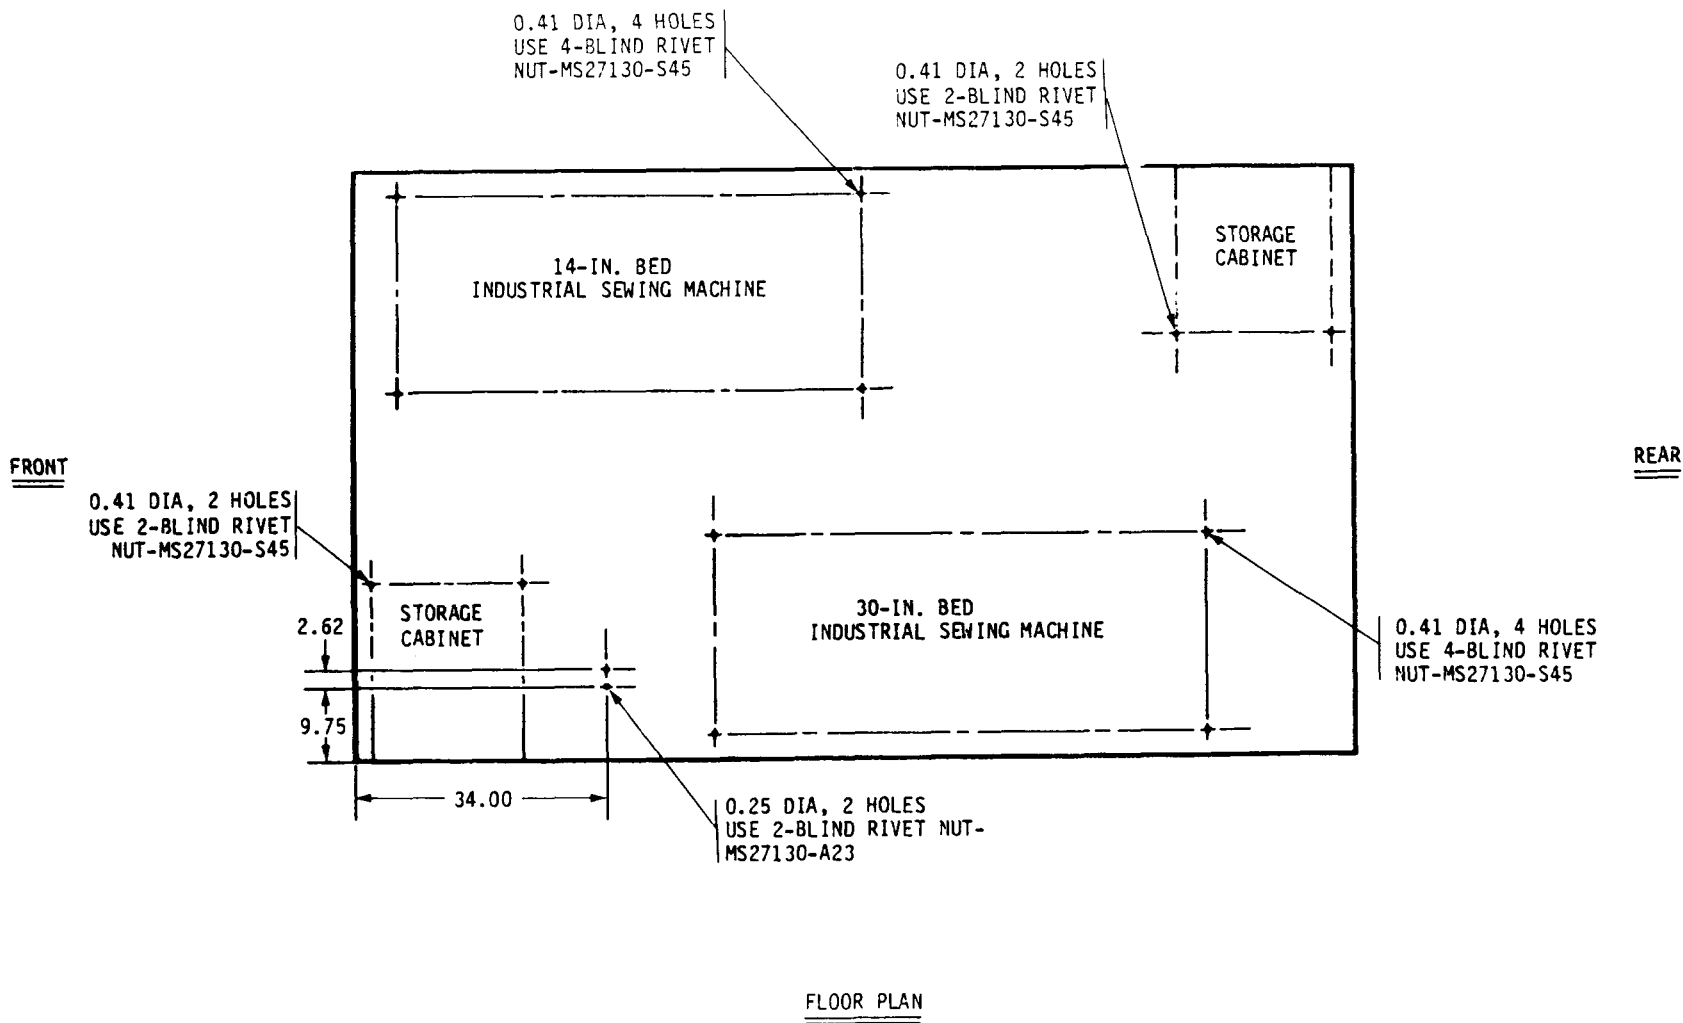 0.41 DIA, 4 HOLES
USE 4-BLIND RIVET
NUT-MS27130-S45
0.41 DIA, 2 HOLES
USE 2-BLIND RIVET
NUT-MS27130-S45
STORAGE
CABINET
14-IN. BED
INDUSTRIAL SEWING MACHINE
FRONT
REAR
0.41 DIA, 2 HOLES
USE 2-BLIND RIVET
NUT-MS27130-S45
STORAGE
CABINET
2.62
9.75
34.00
30-IN. BED
INDUSTRIAL SEWING MACHINE
0.41 DIA, 4 HOLES
USE 4-BLIND RIVET
NUT-MS27130-S45
0.25 DIA, 2 HOLES
USE 2-BLIND RIVET NUT-
MS27130-A23
FLOOR PLAN